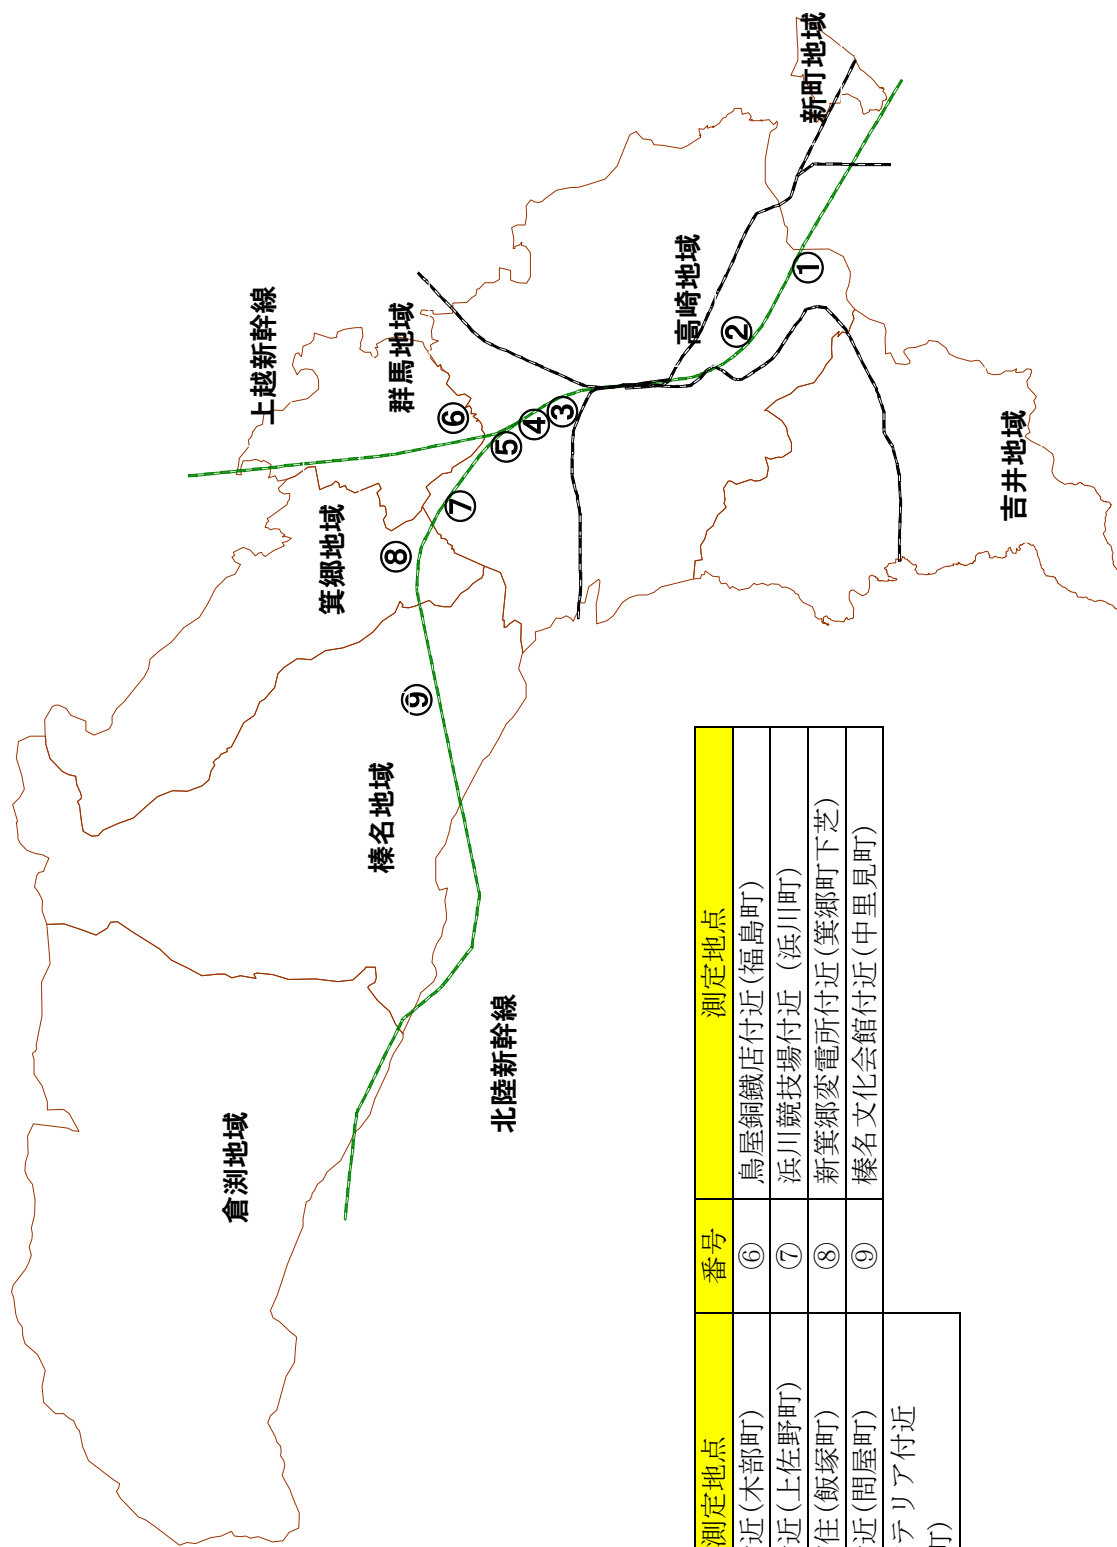 上越新幹線
群馬地域
新町地域
高崎地域
箕郷地域
榛名地域
倉渕地域
北陸新幹線
吉井地域
①
②
③
④
⑤
⑥
⑦
⑧
⑨
測定地点 番号 測定地点
近(木部町) ⑥ 鳥屋銅鐵店付近(福島町)
近(上佐野町) ⑦ 浜川競技場付近 (浜川町)
住(飯塚町) ⑧ 新箕郷変電所付近(箕郷町下芝)
近(問屋町) ⑨ 榛名文化会館付近(中里見町)
テリア付近
町)